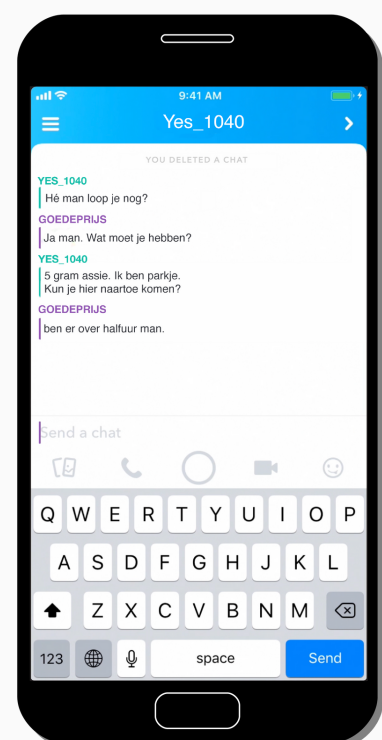 9:41 AM
Yes_1040
YOU DELETED A CHAT
YES_1040
Hé man loop je nog?
GOEDEPRIJS
Ja man. Wat moet je hebben?
YES_1040
5 gram assie. Ik ben parkje.
Kun je hier naartoe komen?
GOEDEPRIJS
ben er over halfuur man.
Send a chat
Q W E R T Y U I O P
A S D F G H J K L
Z X C V B N M
123 space Send